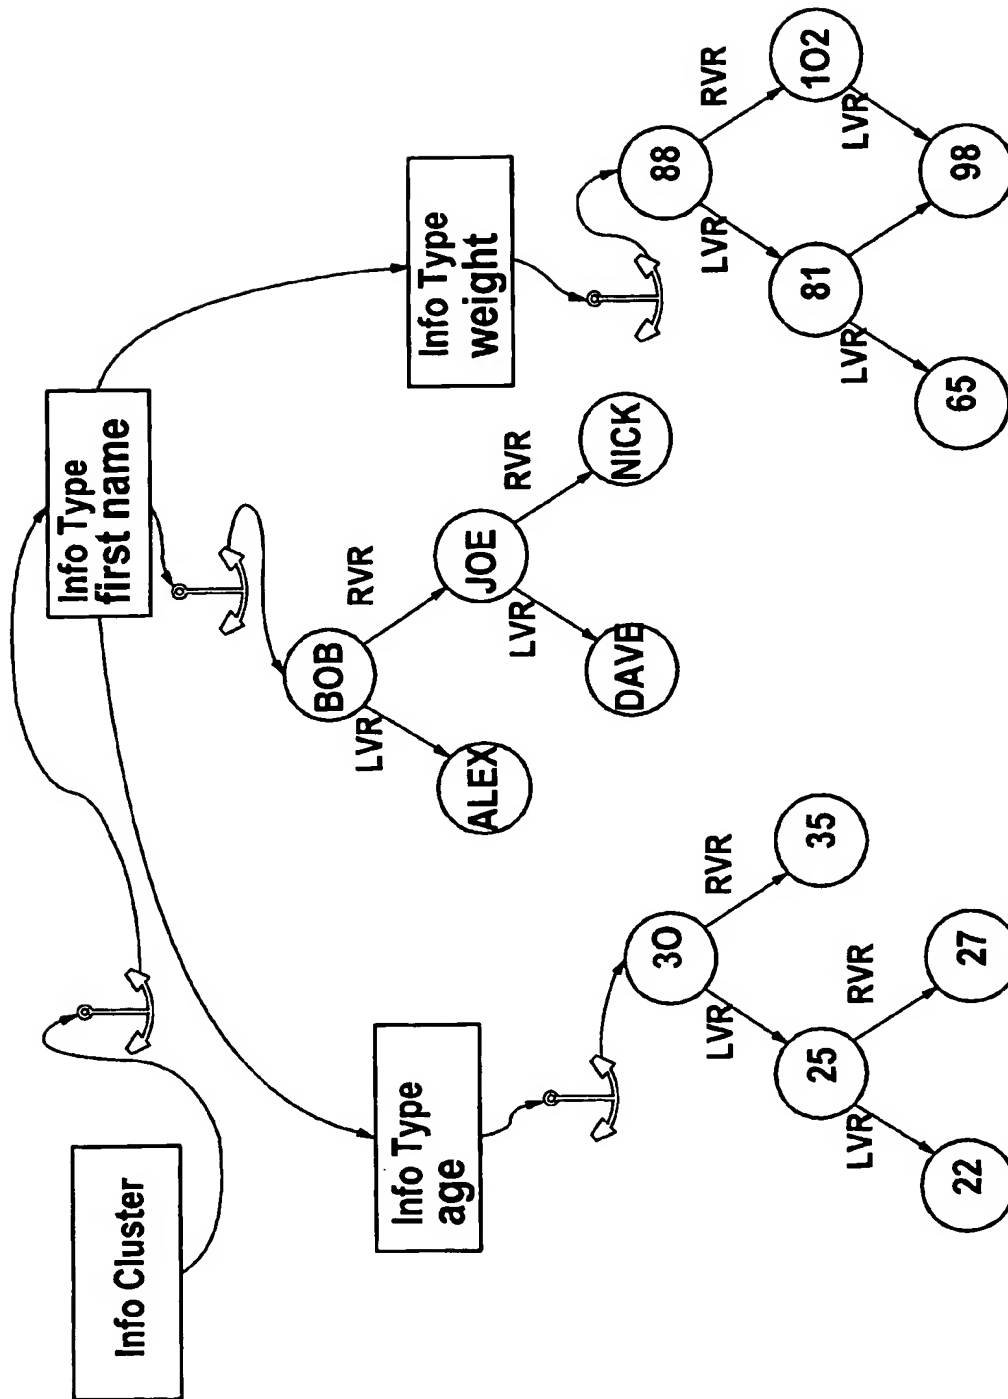 Info Cluster
Info Type
first name
BOB
LVR
RVR
ALEX
JOE
LVR
RVR
DAVE
NICK
Info Type
age
30
LVR
RVR
25
35
LVR
RVR
22
27
Info Type
weight
88
LVR
RVR
81
102
LVR
LVR
65
98